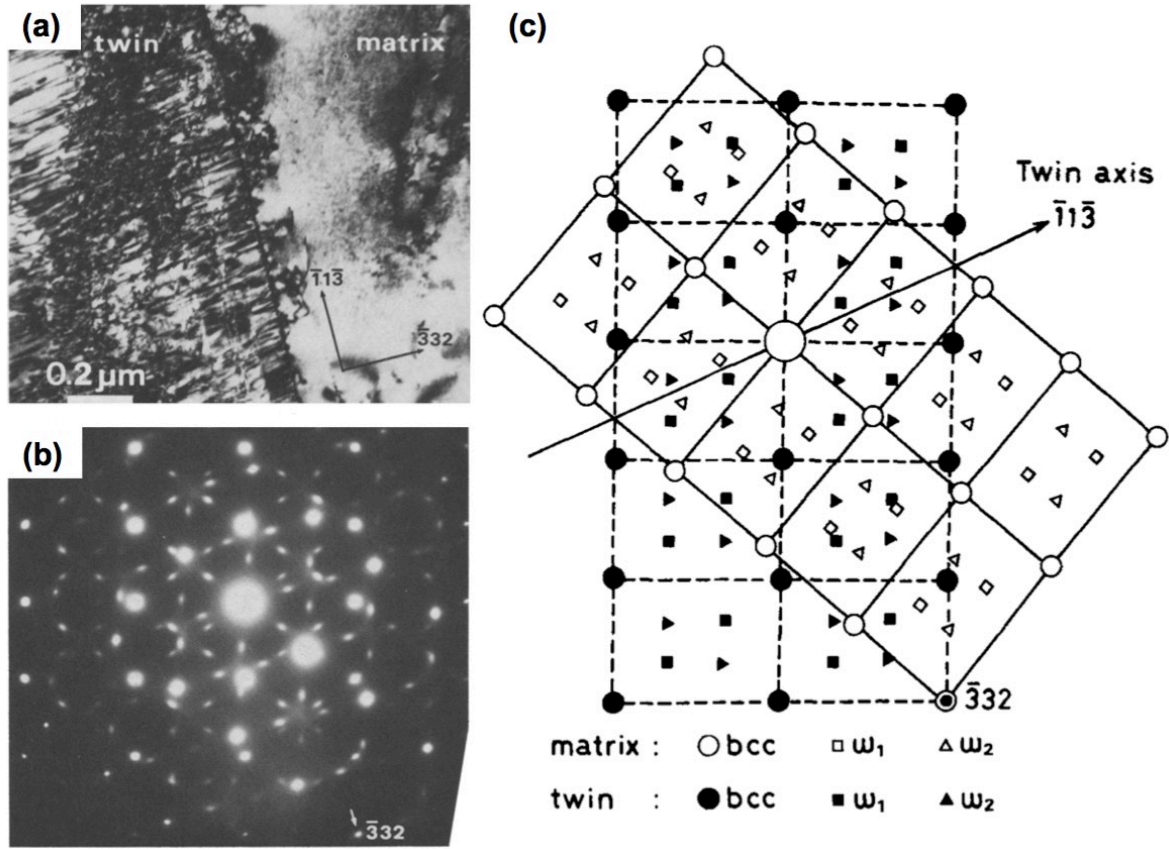 (a)
twin
matrix
1̄13̄
3̄32
0.2 μm
(b)
3̄32
(c)
Twin axis
1̄13̄
3̄32
matrix : bcc ω₁ ω₂
twin : bcc ω₁ ω₂